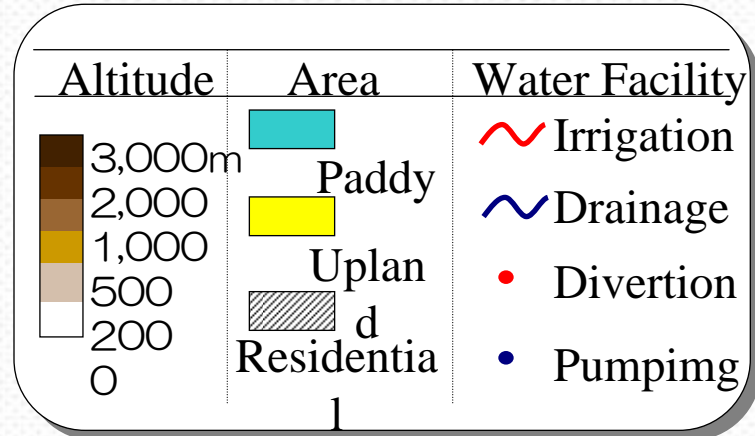 Altitude Area Water Facility
3,000m
2,000
1,000
500
200
0
Paddy
Uplan
d
Residentia
l
Irrigation
Drainage
Divertion
Pumpimg